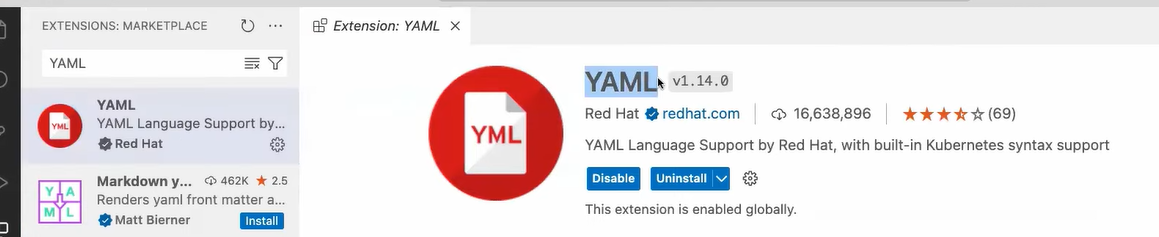 EXTENSIONS: MARKETPLACE
YAML
YML
YAML
YAML Language Support by...
Red Hat
YAML
Markdown y... 462K 2.5
Renders yaml front matter a...
Matt Bierner Install
Extension: YAML
YML
YAML v1.14.0
Red Hat redhat.com 16,638,896 (69)
YAML Language Support by Red Hat, with built-in Kubernetes syntax support
Disable Uninstall
This extension is enabled globally.